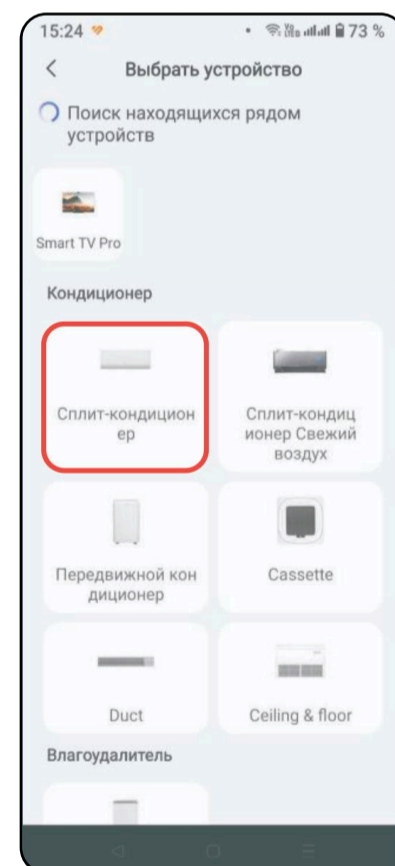 15:24
73 %
Выбрать устройство
Поиск находящихся рядом
устройств
Smart TV Pro
Кондиционер
Сплит-кондицион
ер
Сплит-кондиц
ионер Свежий
воздух
Передвижной кон
диционер
Cassette
Duct
Ceiling & floor
Влагоудалитель